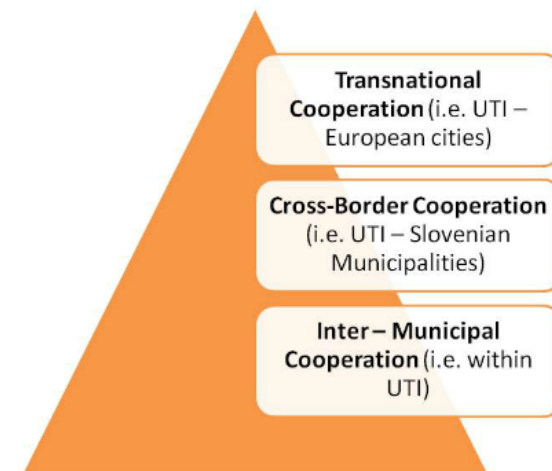 Transnational
Cooperation (i.e. UTI –
European cities)
Cross-Border Cooperation
(i.e. UTI – Slovenian
Municipalities)
Inter – Municipal
Cooperation (i.e. within
UTI)